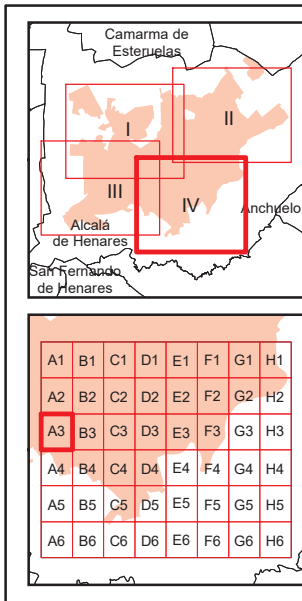 Camarma de
Esteruelas
I
II
III
IV
Anchuelo
Alcalá
de Henares
San Fernando
de Henares
A1 B1 C1 D1 E1 F1 G1 H1
A2 B2 C2 D2 E2 F2 G2 H2
A3 B3 C3 D3 E3 F3 G3 H3
A4 B4 C4 D4 E4 F4 G4 H4
A5 B5 C5 D5 E5 F5 G5 H5
A6 B6 C6 D6 E6 F6 G6 H6